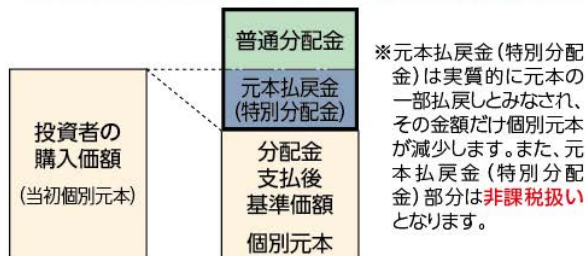 普通分配金
元本払戻金
(特別分配金)
投資者の
購入価額
(当初個別元本)
分配金
支払後
基準価額
個別元本
※元本払戻金(特別分配
金)は実質的に元本の
一部払戻しとみなされ、
その金額だけ個別元本
が減少します。また、元
本払戻金(特別分配
金)部分は非課税扱い
となります。